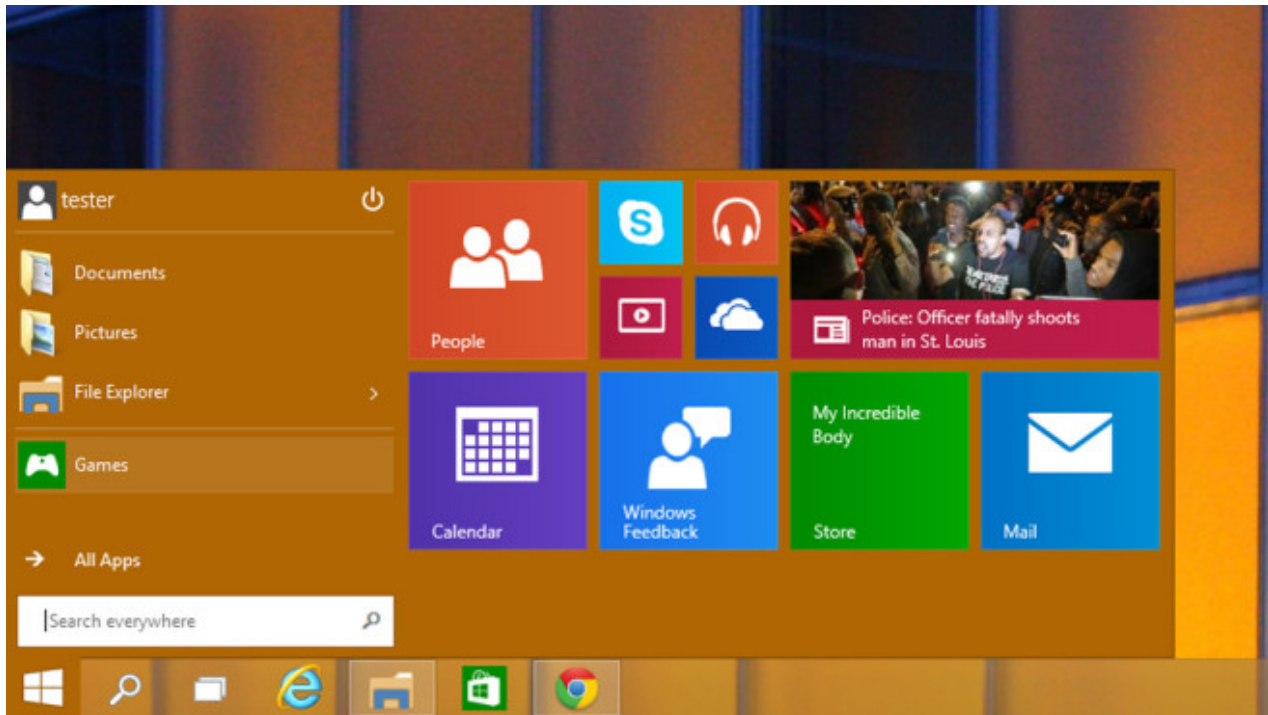 tester
Documents
Pictures
File Explorer
Games
All Apps
Search everywhere
People
S
Police: Officer fatally shoots
man in St. Louis
Calendar
Windows
Feedback
My Incredible
Body
Store
Mail